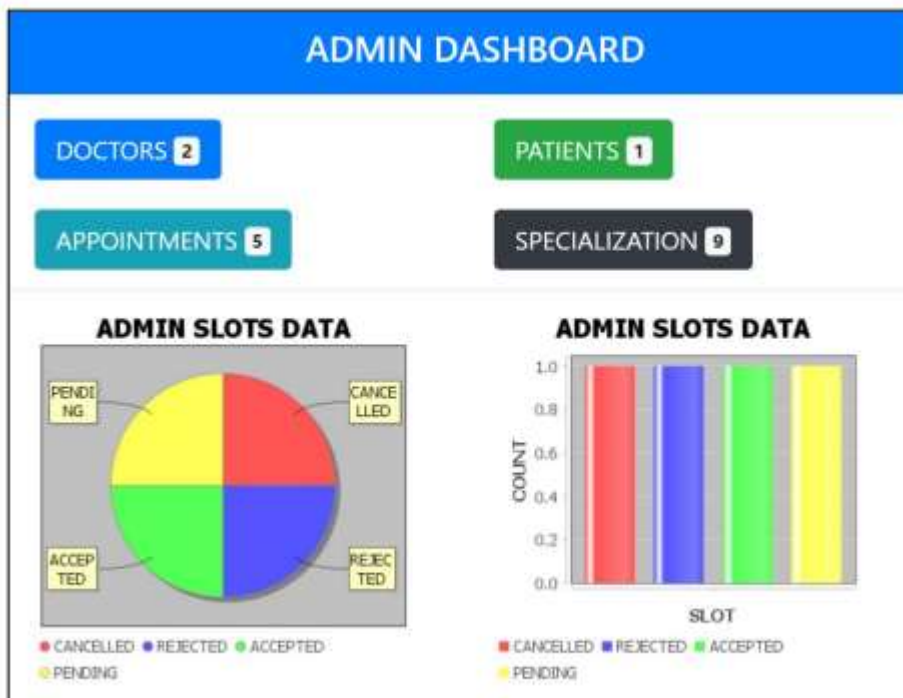 ADMIN DASHBOARD
DOCTORS 2
PATIENTS 1
APPOINTMENTS 5
SPECIALIZATION 9
ADMIN SLOTS DATA
PENDI
NG
CANCE
LLED
ACCEP
TED
REJEC
TED
CANCELLED REJECTED ACCEPTED
PENDING
ADMIN SLOTS DATA
1.0
0.8
0.6
0.4
0.2
0.0
COUNT
SLOT
CANCELLED REJECTED ACCEPTED
PENDING